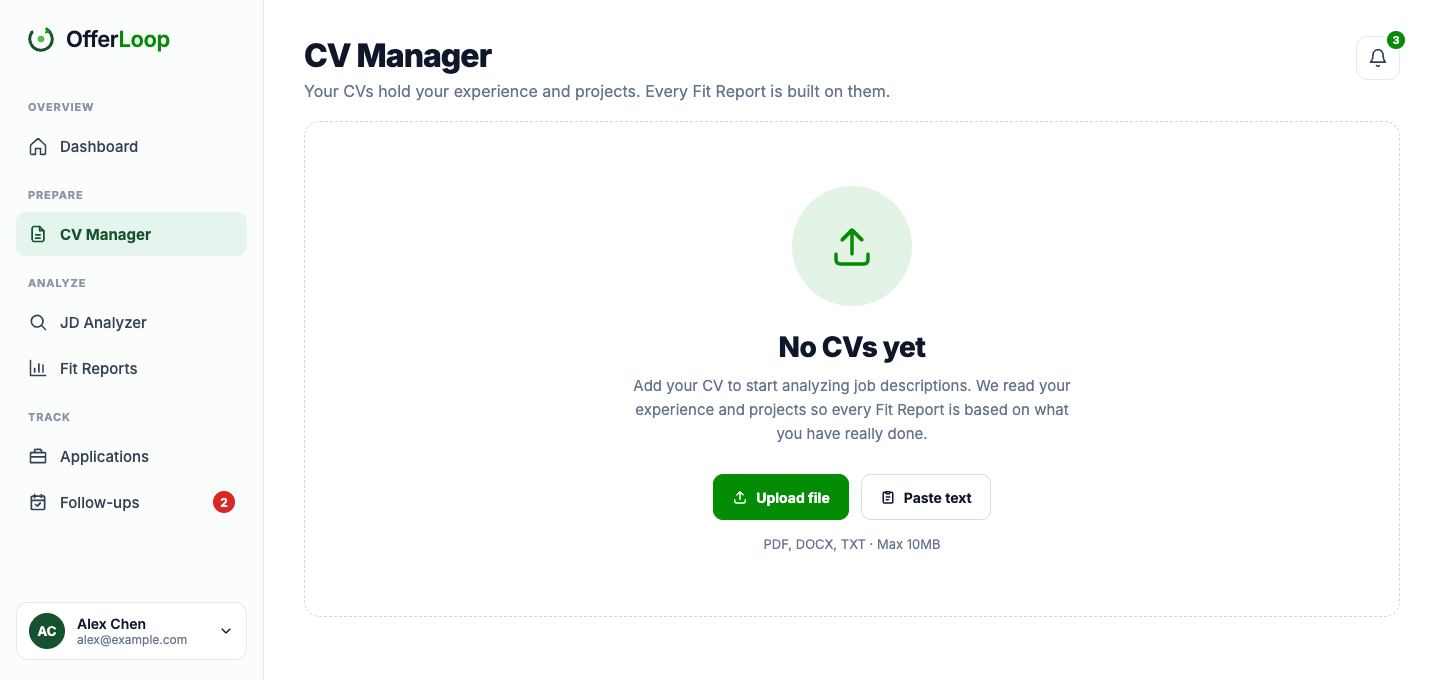 OfferLoop
OVERVIEW
Dashboard
PREPARE
CV Manager
ANALYZE
JD Analyzer
Fit Reports
TRACK
Applications
Follow-ups
2
AC
Alex Chen
alex@example.com
CV Manager
3
Your CVs hold your experience and projects. Every Fit Report is built on them.
No CVs yet
Add your CV to start analyzing job descriptions. We read your
experience and projects so every Fit Report is based on what
you have really done.
Upload file
Paste text
PDF, DOCX, TXT · Max 10MB